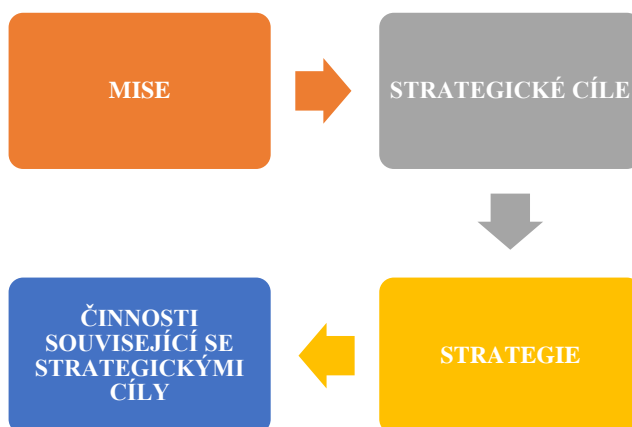 MISE
STRATEGICKÉ CÍLE
STRATEGIE
ČINNOSTI
SOUVISEJÍCÍ SE
STRATEGICKÝMI
CÍLY